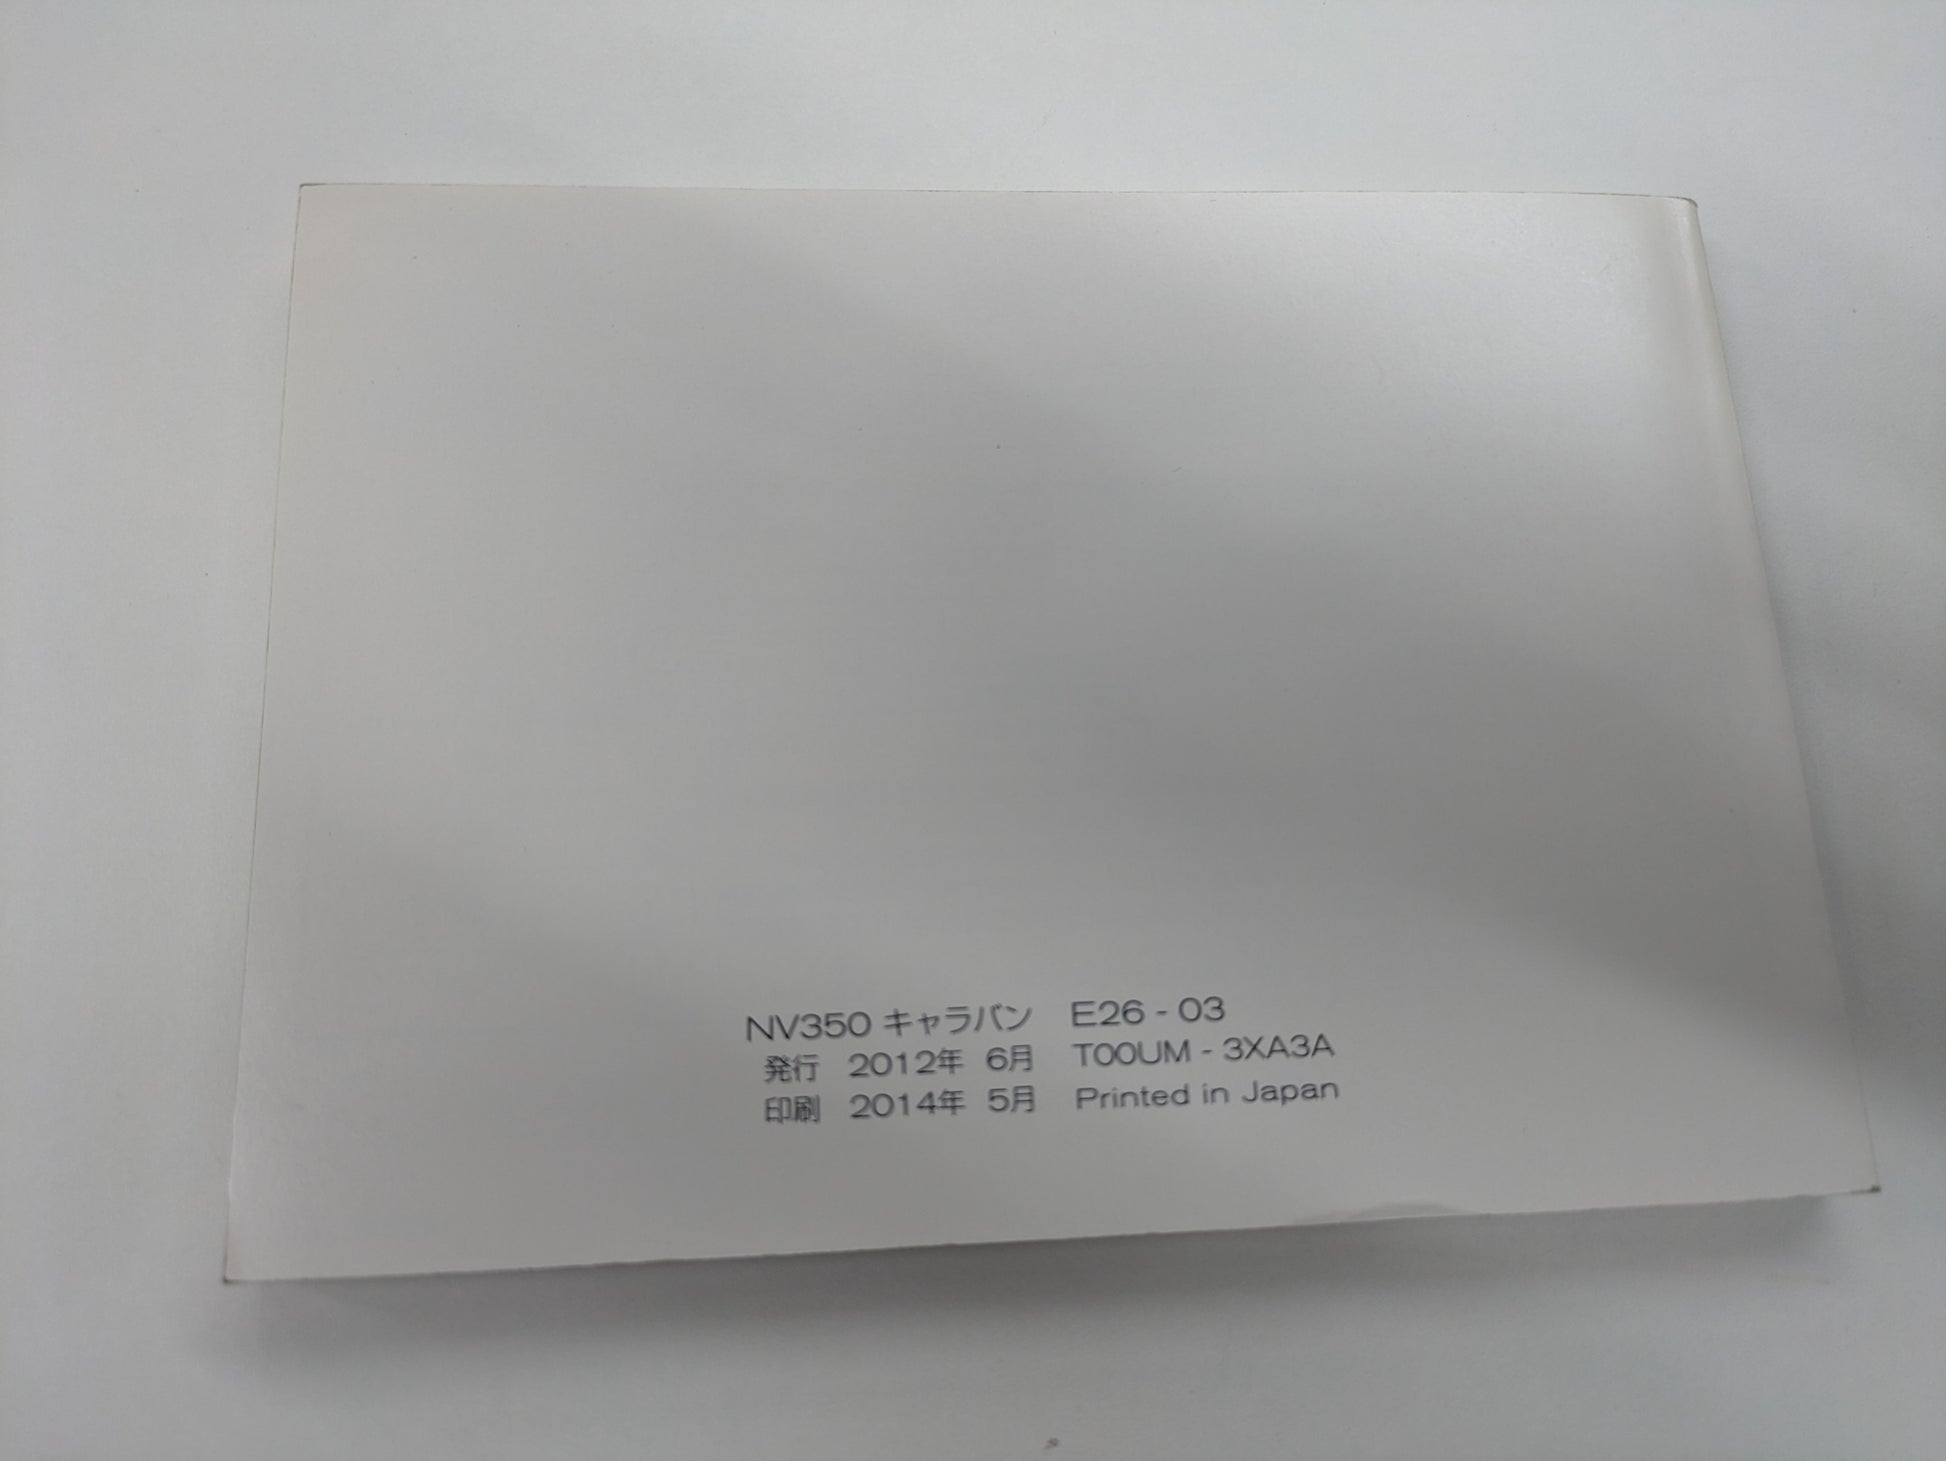 NV350 キャラバン E26 - 03
発行 2012年 6月 T00UM - 3XA3A
印刷 2014年 5月 Printed in Japan